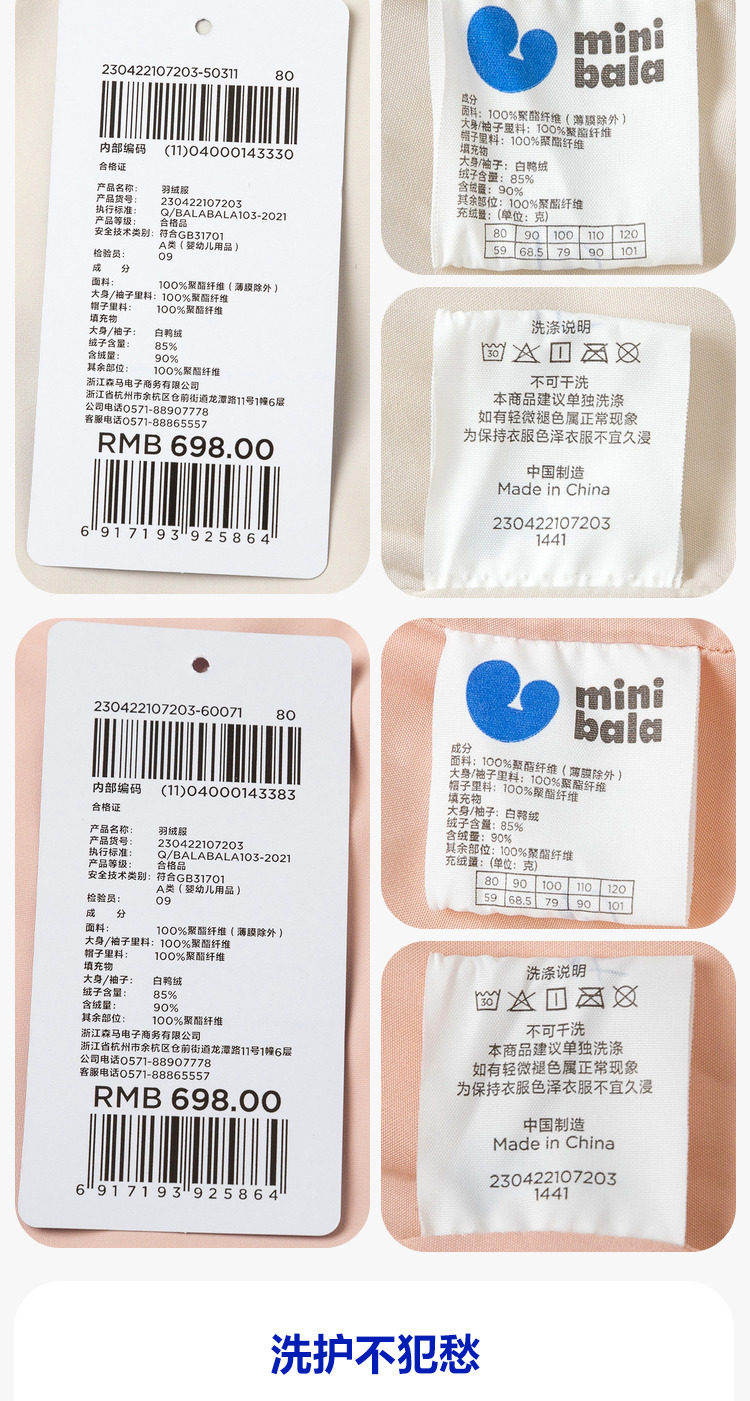 230422107203-50311 80
内部编码 (11)04000143330
合格证
产品名称: 羽绒服
产品货号: 230422107203
执行标准: Q/BALABALA103-2021
产品等级: 合格品
安全技术类别: 符合GB31701
A类(婴幼儿用品)
检验员: 09
成 分
面料: 100%聚酯纤维(薄膜除外)
大身/袖子里料: 100%聚酯纤维
帽子里料: 100%聚酯纤维
填充物
大身/袖子: 白鸭绒
绒子含量: 85%
含绒量: 90%
其余部位: 100%聚酯纤维
浙江森马电子商务有限公司
浙江省杭州市余杭区仓前街道龙潭路11号1幢6层
公司电话0571-88907778
客服电话0571-88865557
RMB 698.00
6 917193 925864
mini
bala
成分
面料: 100%聚酯纤维(薄膜除外)
大身/袖子里料: 100%聚酯纤维
帽子里料: 100%聚酯纤维
填充物
大身/袖子: 白鸭绒
绒子含量: 85%
含绒量: 90%
其余部位: 100%聚酯纤维
充绒量: (单位: 克)
80 90 100 110 120
59 68.5 79 90 101
洗涤说明
30
不可干洗
本商品建议单独洗涤
如有轻微褪色属正常现象
为保持衣服色泽衣服不宜久浸
中国制造
Made in China
230422107203
1441
230422107203-60071 80
内部编码 (11)04000143383
合格证
产品名称: 羽绒服
产品货号: 230422107203
执行标准: Q/BALABALA103-2021
产品等级: 合格品
安全技术类别: 符合GB31701
A类(婴幼儿用品)
检验员: 09
成 分
面料: 100%聚酯纤维(薄膜除外)
大身/袖子里料: 100%聚酯纤维
帽子里料: 100%聚酯纤维
填充物
大身/袖子: 白鸭绒
绒子含量: 85%
含绒量: 90%
其余部位: 100%聚酯纤维
浙江森马电子商务有限公司
浙江省杭州市余杭区仓前街道龙潭路11号1幢6层
公司电话0571-88907778
客服电话0571-88865557
RMB 698.00
6 917193 925864
mini
bala
成分
面料: 100%聚酯纤维(薄膜除外)
大身/袖子里料: 100%聚酯纤维
帽子里料: 100%聚酯纤维
填充物
大身/袖子: 白鸭绒
绒子含量: 85%
含绒量: 90%
其余部位: 100%聚酯纤维
充绒量: (单位: 克)
80 90 100 110 120
59 68.5 79 90 101
洗涤说明
30
不可干洗
本商品建议单独洗涤
如有轻微褪色属正常现象
为保持衣服色泽衣服不宜久浸
中国制造
Made in China
230422107203
1441
洗护不犯愁